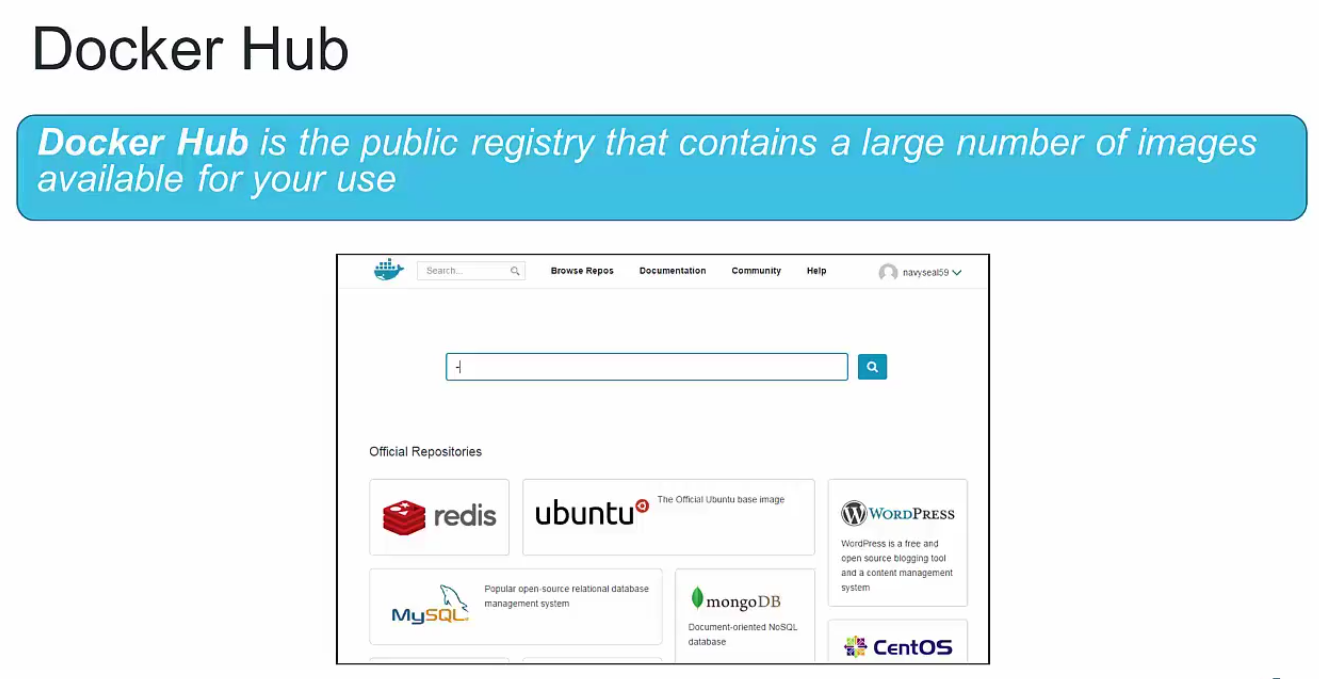 Docker Hub
Docker Hub is the public registry that contains a large number of images
available for your use
Search...
Browse Repos
Documentation
Community
Help
navyseal59
-
Official Repositories
redis
ubuntu
The Official Ubuntu base image
WORDPRESS
WordPress is a free and
open source blogging tool
and a content management
system
MySQL
Popular open-source relational database
management system
mongoDB
Document-oriented NoSQL
database
CentOS